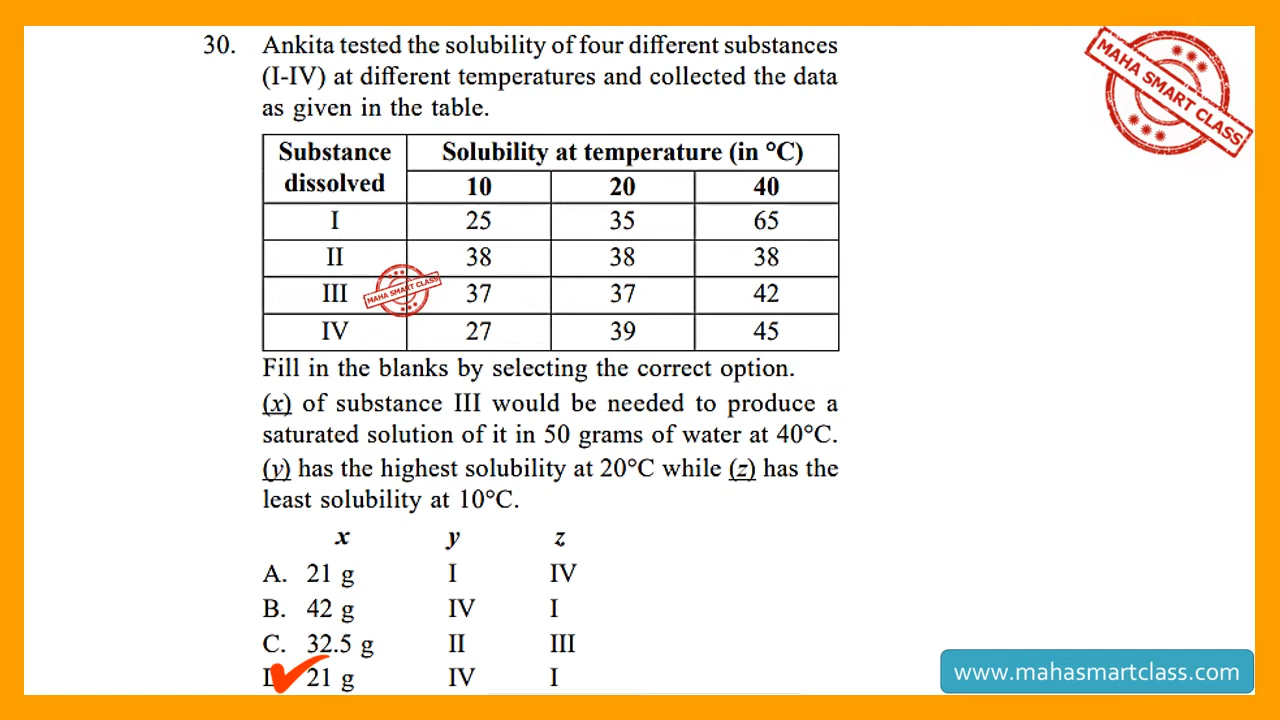 30. Ankita tested the solubility of four different substances
(I-IV) at different temperatures and collected the data
as given in the table.
Substance dissolved Solubility at temperature (in °C)
10 20 40
I 25 35 65
II 38 38 38
III 37 37 42
IV 27 39 45
Fill in the blanks by selecting the correct option.
(x) of substance III would be needed to produce a
saturated solution of it in 50 grams of water at 40°C.
(y) has the highest solubility at 20°C while (z) has the
least solubility at 10°C.
x y z
A. 21 g I IV
B. 42 g IV I
C. 32.5 g II III
21 g IV I
MAHA SMART CLASS
MAHA SMART CLASS
www.mahasmartclass.com